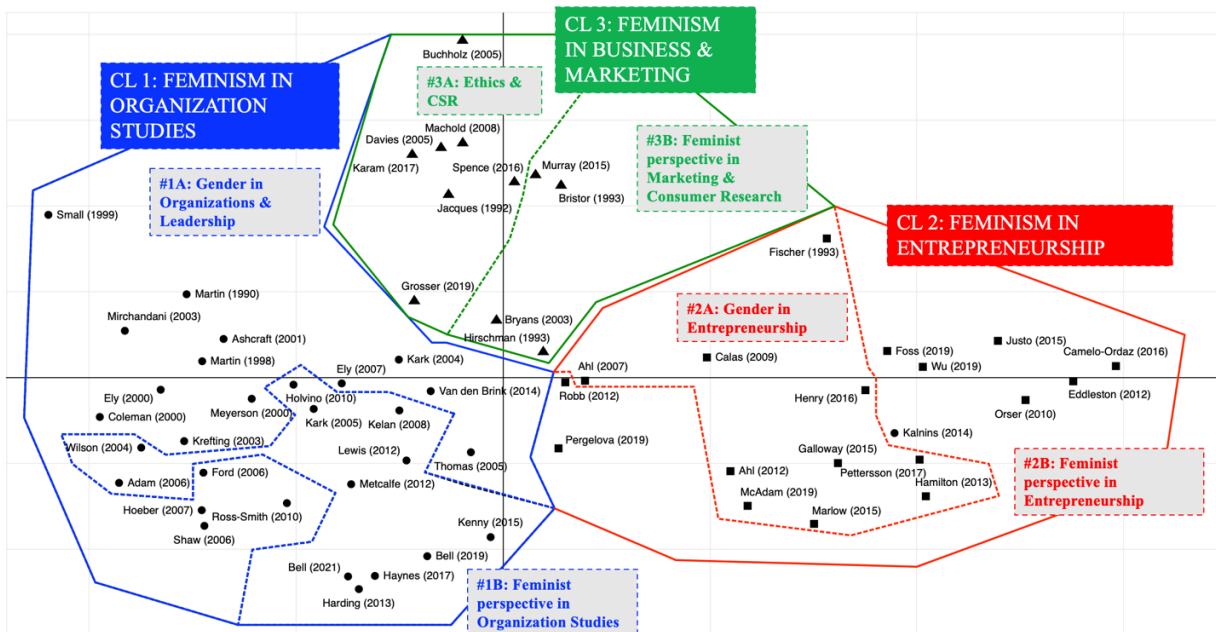 CL 1: FEMINISM IN
ORGANIZATION
STUDIES
CL 3: FEMINISM
IN BUSINESS &
MARKETING
CL 2: FEMINISM IN
ENTREPRENEURSHIP
#1A: Gender in
Organizations &
Leadership
#3A: Ethics &
CSR
#3B: Feminist
perspective in
Marketing &
Consumer Research
#2A: Gender in
Entrepreneurship
#2B: Feminist
perspective in
Entrepreneurship
#1B: Feminist
perspective in
Organization Studies
Buchholz (2005)
Machold (2008)
Davies (2005)
Karam (2017)
Spence (2016)
Murray (2015)
Jacques (1992)
Bristor (1993)
Small (1999)
Fischer (1993)
Grosser (2019)
Martin (1990)
Mirchandani (2003)
Bryans (2003)
Ashcraft (2001)
Hirschman (1993)
Martin (1998)
Kark (2004)
Ely (2007)
Ahl (2007)
Calas (2009)
Foss (2019)
Justo (2015)
Camelo-Ordaz (2016)
Wu (2019)
Ely (2000)
Holvino (2010)
Van den Brink (2014)
Robb (2012)
Henry (2016)
Eddleston (2012)
Orser (2010)
Coleman (2000)
Meyerson (2000)
Kark (2005)
Kelan (2008)
Krefting (2003)
Wilson (2004)
Pergelova (2019)
Kalnins (2014)
Lewis (2012)
Thomas (2005)
Galloway (2015)
Pettersson (2017)
Ahl (2012)
Adam (2006)
Ford (2006)
Metcalfe (2012)
Hamilton (2013)
McAdam (2019)
Marlow (2015)
Hoeber (2007)
Ross-Smith (2010)
Shaw (2006)
Kenny (2015)
Bell (2019)
Bell (2021)
Haynes (2017)
Harding (2013)